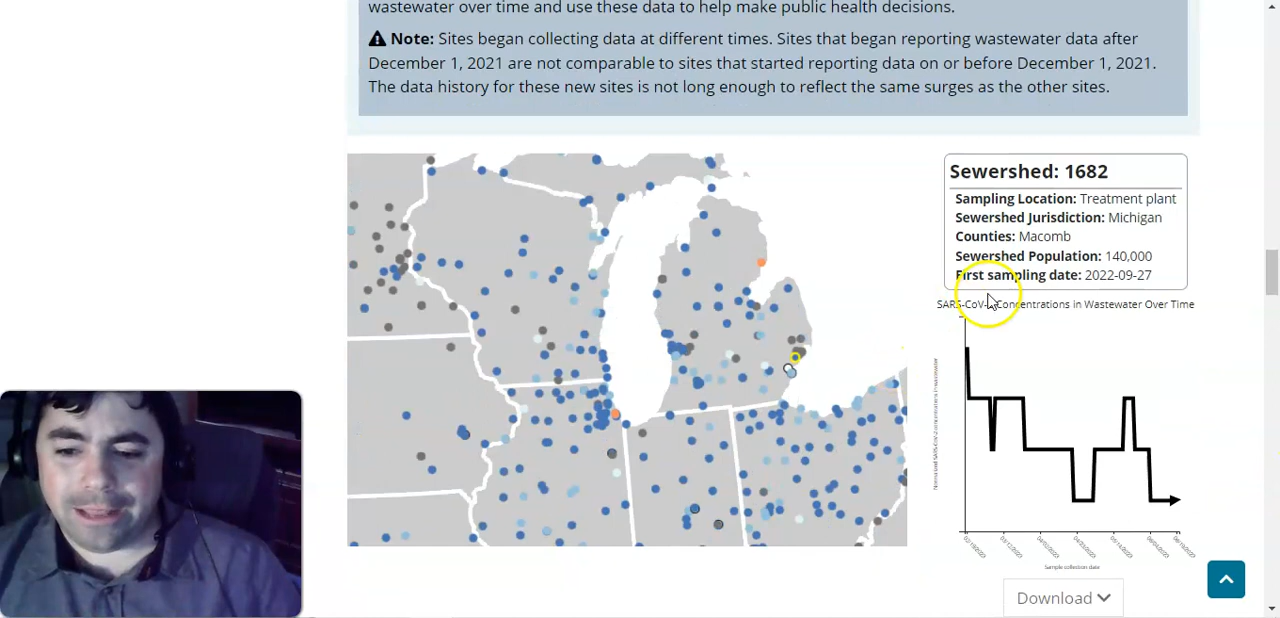 wastewater over time and use these data to help make public health decisions.
Note: Sites began collecting data at different times. Sites that began reporting wastewater data after
December 1, 2021 are not comparable to sites that started reporting data on or before December 1, 2021.
The data history for these new sites is not long enough to reflect the same surges as the other sites.
Sewershed: 1682
Sampling Location: Treatment plant
Sewershed Jurisdiction: Michigan
Counties: Macomb
Sewershed Population: 140,000
First sampling date: 2022-09-27
Concentrations in Wastewater Over Time
Sample collection date
Download